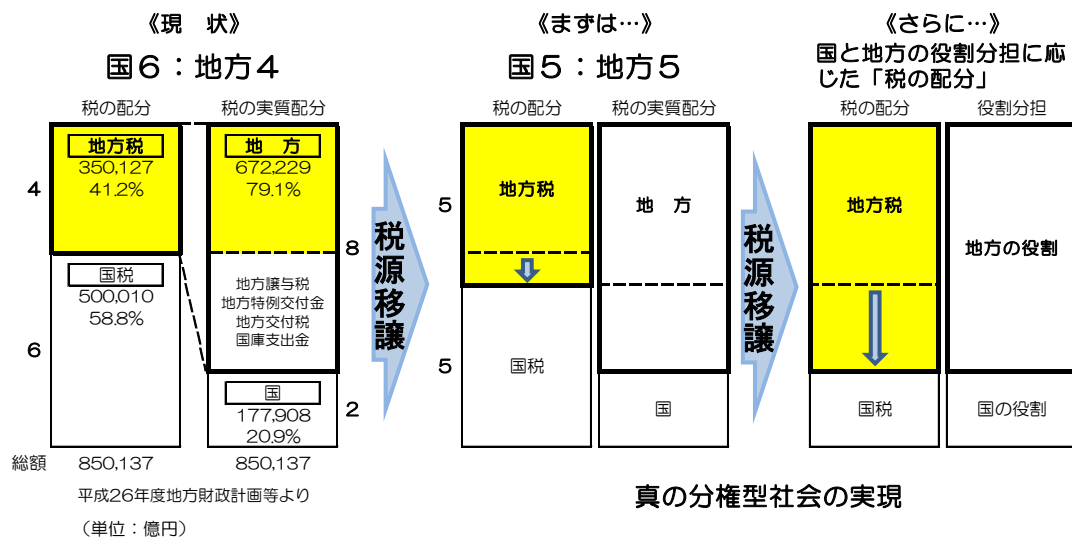 《現　状》
国6：地方4
税の配分
税の実質配分
地方税
350,127
41.2%
4
国税
500,010
58.8%
6
地　方
672,229
79.1%
8
地方譲与税
地方特例交付金
地方交付税
国庫支出金
国
177,908
20.9%
2
総額
850,137
850,137
平成26年度地方財政計画等より
（単位：億円）
税源移譲
《まずは…》
国5：地方5
税の配分
税の実質配分
5
地方税
地　方
5
国税
国
税源移譲
《さらに…》
国と地方の役割分担に応
じた「税の配分」
税の配分
役割分担
地方税
地方の役割
国税
国の役割
真の分権型社会の実現